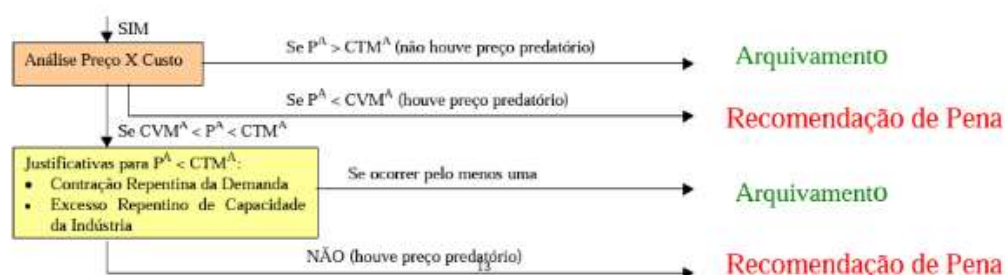 SIM
Análise Preço X Custo
Se P^A > CTM^A (não houve preço predatório)
Arquivamento
Se P^A < CVM^A (houve preço predatório)
Recomendação de Pena
Se CVM^A < P^A < CTM^A
Justificativas para P^A < CTM^A:
• Contração Repentina da Demanda
• Excesso Repentino de Capacidade
da Indústria
Se ocorrer pelo menos uma
Arquivamento
NÃO (houve preço predatório)
13
Recomendação de Pena